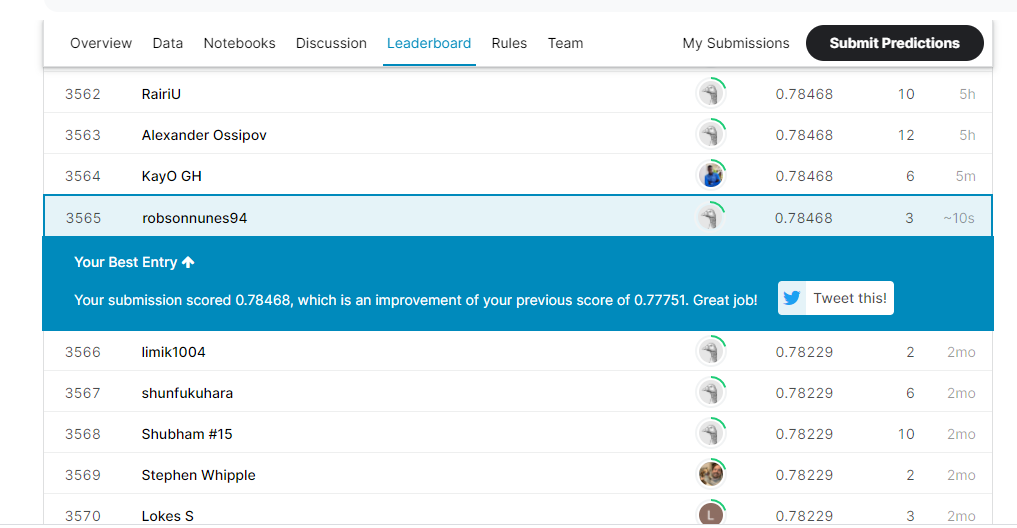 Overview Data Notebooks Discussion Leaderboard Rules Team My Submissions Submit Predictions
3562 RairiU 0.78468 10 5h
3563 Alexander Ossipov 0.78468 12 5h
3564 KayO GH 0.78468 6 5m
3565 robsonnunes94 0.78468 3 ~10s
Your Best Entry
Your submission scored 0.78468, which is an improvement of your previous score of 0.77751. Great job! Tweet this!
3566 limik1004 0.78229 2 2mo
3567 shunfukuhara 0.78229 6 2mo
3568 Shubham #15 0.78229 10 2mo
3569 Stephen Whipple 0.78229 2 2mo
3570 Lokes S L 0.78229 3 2mo